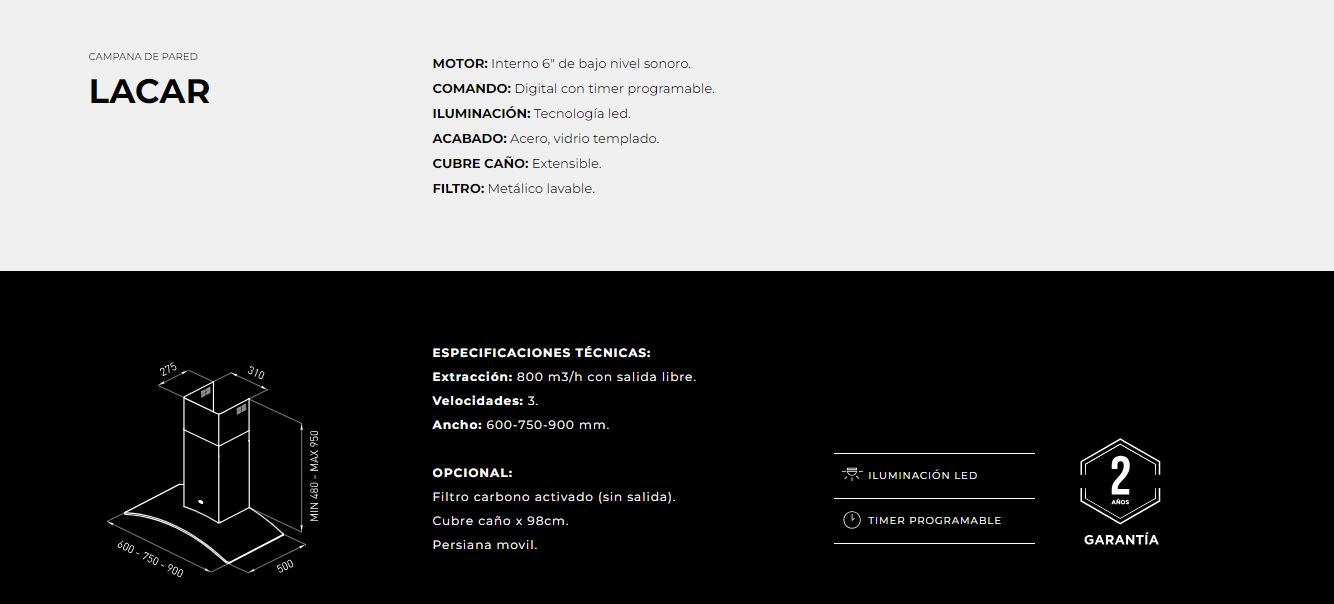 CAMPANA DE PARED
LACAR
MOTOR: Interno 6" de bajo nivel sonoro.
COMANDO: Digital con timer programable.
ILUMINACIÓN: Tecnología led.
ACABADO: Acero, vidrio templado.
CUBRE CAÑO: Extensible.
FILTRO: Metálico lavable.
275
310
MIN 480 - MAX 950
600 - 750 - 900
500
ESPECIFICACIONES TÉCNICAS:
Extracción: 800 m3/h con salida libre.
Velocidades: 3.
Ancho: 600-750-900 mm.
OPCIONAL:
Filtro carbono activado (sin salida).
Cubre caño x 98cm.
Persiana movil.
ILUMINACIÓN LED
TIMER PROGRAMABLE
2
AÑOS
GARANTÍA